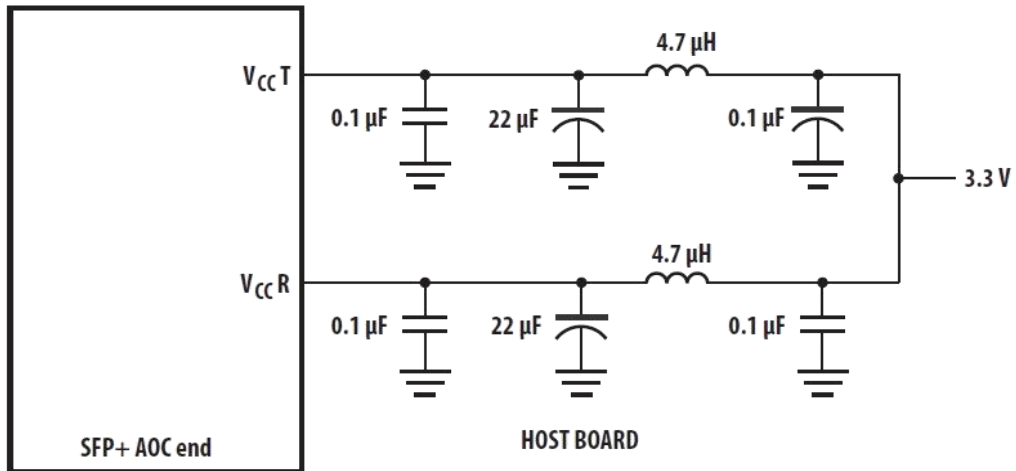 4.7 µH
V_CC T
0.1 µF
22 µF
0.1 µF
3.3 V
4.7 µH
V_CC R
0.1 µF
22 µF
0.1 µF
SFP+ AOC end
HOST BOARD